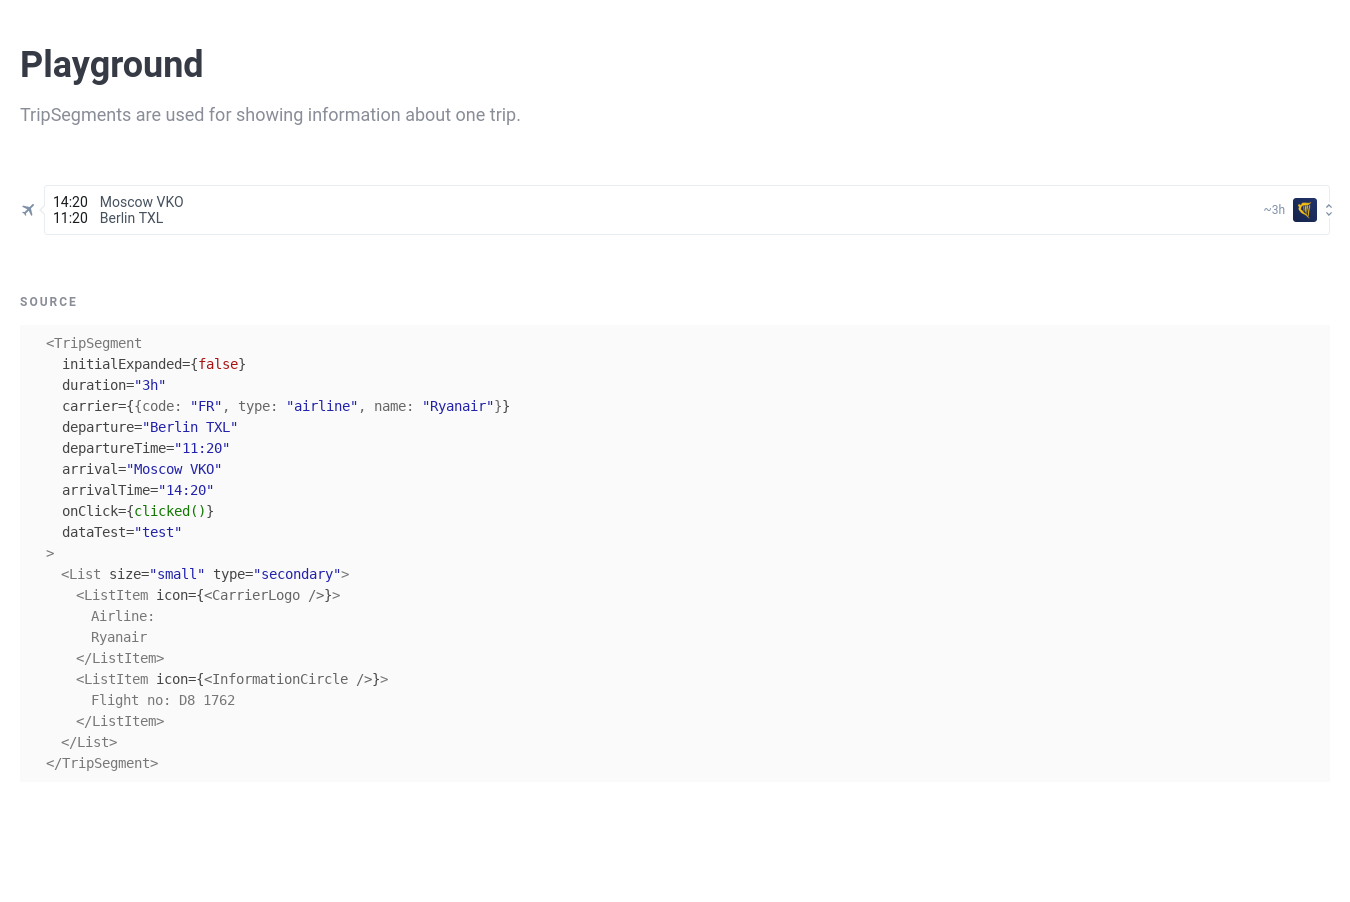 Playground
TripSegments are used for showing information about one trip.
14:20 Moscow VKO
11:20 Berlin TXL
~3h
SOURCE
<TripSegment
initialExpanded={false}
duration="3h"
carrier={{code: "FR", type: "airline", name: "Ryanair"}}
departure="Berlin TXL"
departureTime="11:20"
arrival="Moscow VKO"
arrivalTime="14:20"
onClick={clicked()}
dataTest="test"
>
<List size="small" type="secondary">
<ListItem icon={<CarrierLogo />}>
Airline:
Ryanair
</ListItem>
<ListItem icon={<InformationCircle />}>
Flight no: D8 1762
</ListItem>
</List>
</TripSegment>